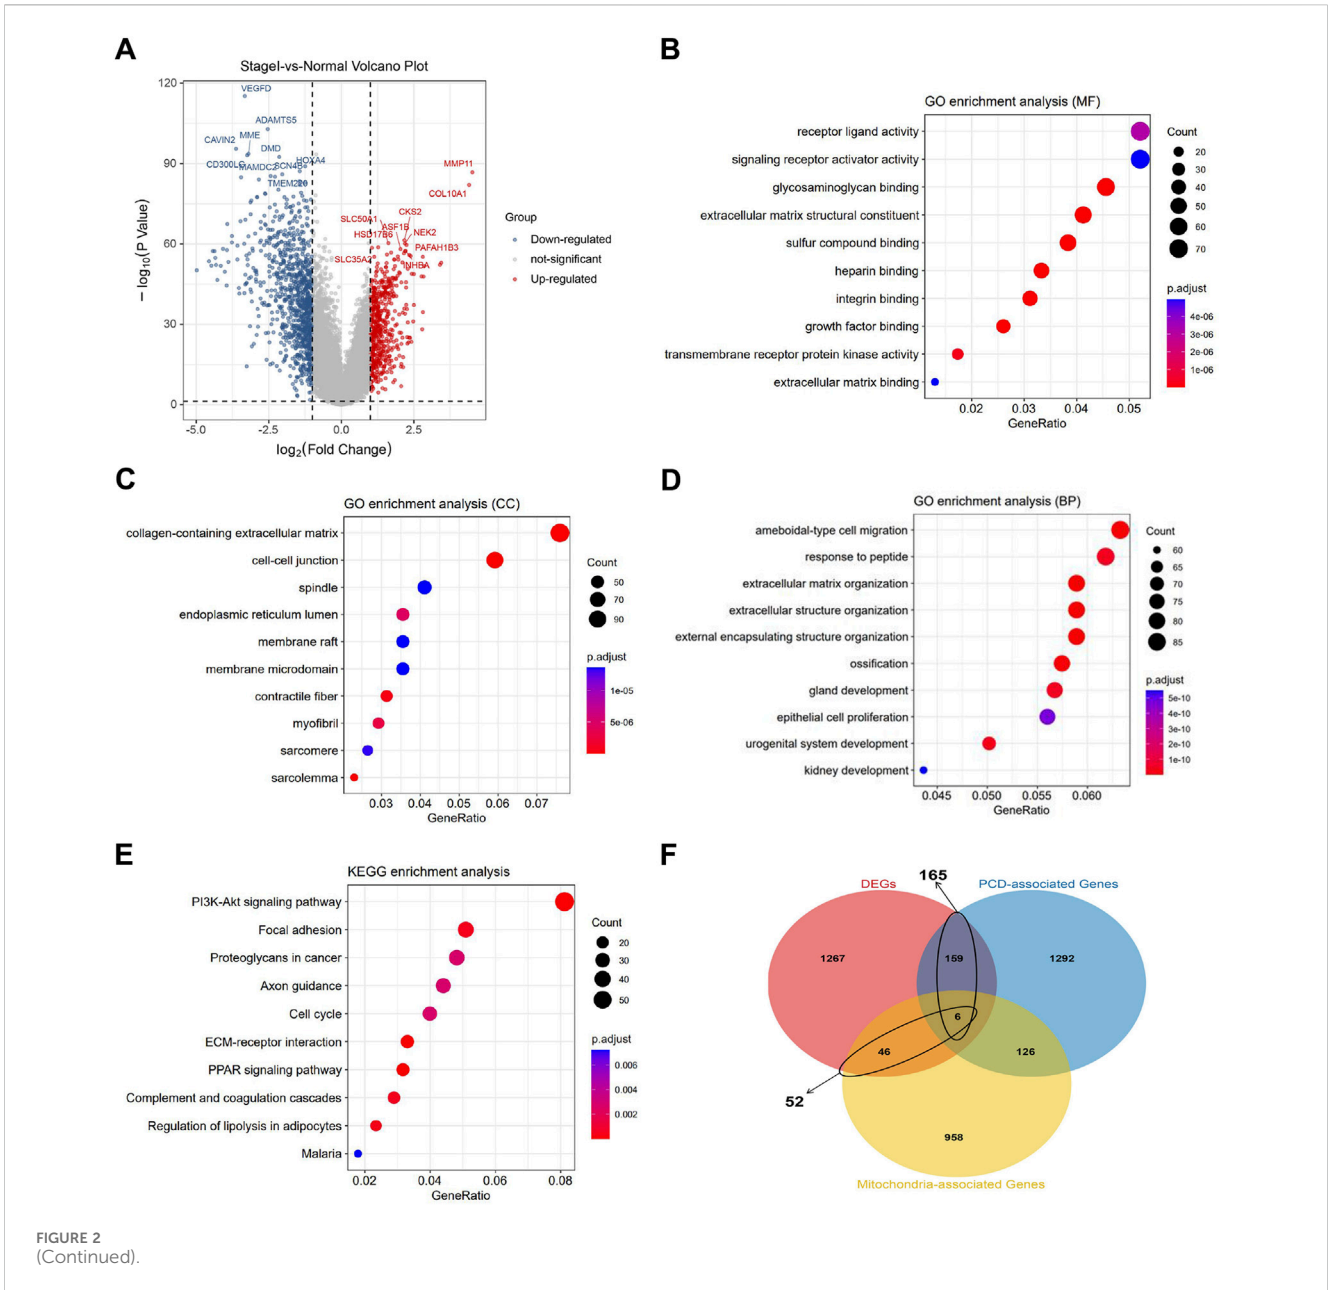 A
StageI-vs-Normal Volcano Plot
120
90
60
30
0
-5.0
-2.5
0.0
2.5
− log10(P Value)
log2(Fold Change)
VEGFD
ADAMTS5
MME
CAVIN2
DMD
HOXA4
CD300LG
MAMDC2
SCN4B
MMP11
COL10A1
CKS2
SLC50A1
ASF1B
NEK2
HSD17B6
PAFAH1B3
SLC35A2
INHBA
Group
Down-regulated
not-significant
Up-regulated
B
GO enrichment analysis (MF)
receptor ligand activity
signaling receptor activator activity
glycosaminoglycan binding
extracellular matrix structural constituent
sulfur compound binding
heparin binding
integrin binding
growth factor binding
transmembrane receptor protein kinase activity
extracellular matrix binding
0.02
0.03
0.04
0.05
GeneRatio
Count
20
30
40
50
60
70
p.adjust
4e-06
3e-06
2e-06
1e-06
C
GO enrichment analysis (CC)
collagen-containing extracellular matrix
cell-cell junction
spindle
endoplasmic reticulum lumen
membrane raft
membrane microdomain
contractile fiber
myofibril
sarcomere
sarcolemma
0.03
0.04
0.05
0.06
0.07
GeneRatio
Count
50
70
90
p.adjust
1e-05
5e-06
D
GO enrichment analysis (BP)
ameboidal-type cell migration
response to peptide
extracellular matrix organization
extracellular structure organization
external encapsulating structure organization
ossification
gland development
epithelial cell proliferation
urogenital system development
kidney development
0.045
0.050
0.055
0.060
GeneRatio
Count
60
65
70
75
80
85
p.adjust
5e-10
4e-10
3e-10
2e-10
1e-10
E
KEGG enrichment analysis
PI3K-Akt signaling pathway
Focal adhesion
Proteoglycans in cancer
Axon guidance
Cell cycle
ECM-receptor interaction
PPAR signaling pathway
Complement and coagulation cascades
Regulation of lipolysis in adipocytes
Malaria
0.02
0.04
0.06
0.08
GeneRatio
Count
20
30
40
50
p.adjust
0.006
0.004
0.002
F
165
DEGs
PCD-associated Genes
1267
159
1292
6
46
126
52
958
Mitochondria-associated Genes
FIGURE 2
(Continued).